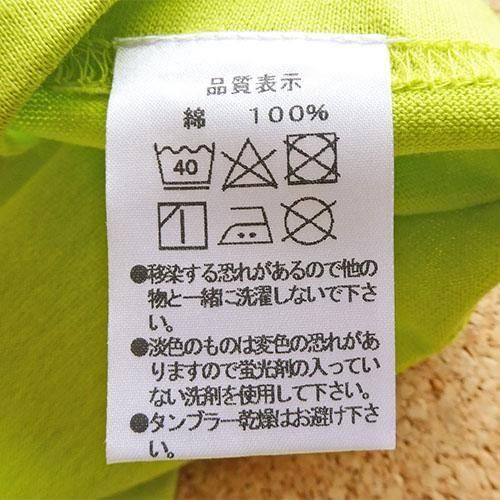 品質表示
綿 100%
40
●移染する恐れがあるので他の
物と一緒に洗濯しないで下さ
い。
●淡色のものは変色の恐れがあ
りますので蛍光剤の入ってい
ない洗剤を使用して下さい。
●タンブラー乾燥はお避け下さ
い。